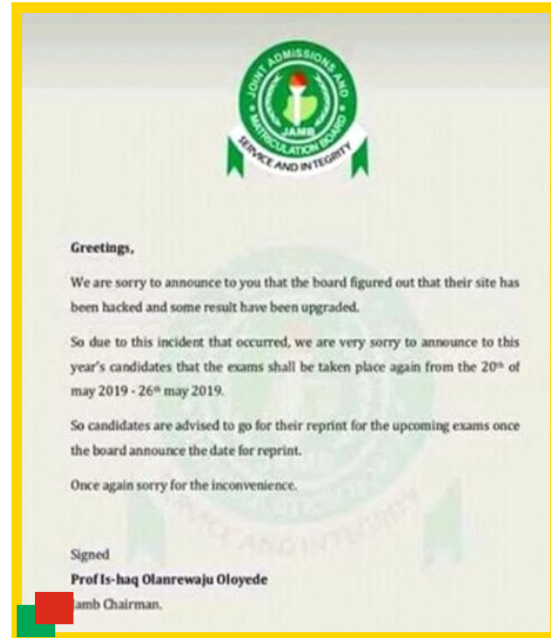 JOINT ADMISSIONS AND
MATRICULATION BOARD
JAMB
SERVICE AND INTEGRITY
Greetings,
We are sorry to announce to you that the board figured out that their site has
been hacked and some result have been upgraded.
So due to this incident that occurred, we are very sorry to announce to this
year's candidates that the exams shall be taken place again from the 20th of
may 2019 - 26th may 2019.
So candidates are advised to go for their reprint for the upcoming exams once
the board announce the date for reprint.
Once again sorry for the inconvenience.
SERVICE AND INTEGRITY
Signed
Prof Is-haq Olanrewaju Oloyede
Jamb Chairman.